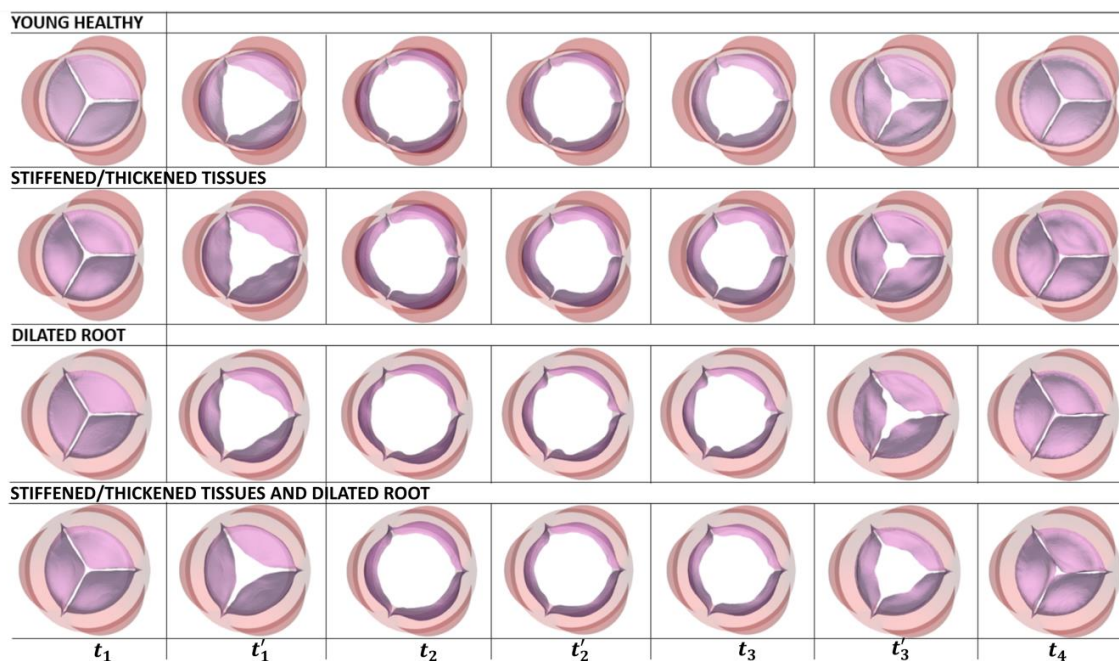 YOUNG HEALTHY
STIFFENED/THICKENED TISSUES
DILATED ROOT
STIFFENED/THICKENED TISSUES AND DILATED ROOT
t₁ t′₁ t₂ t′₂ t₃ t′₃ t₄